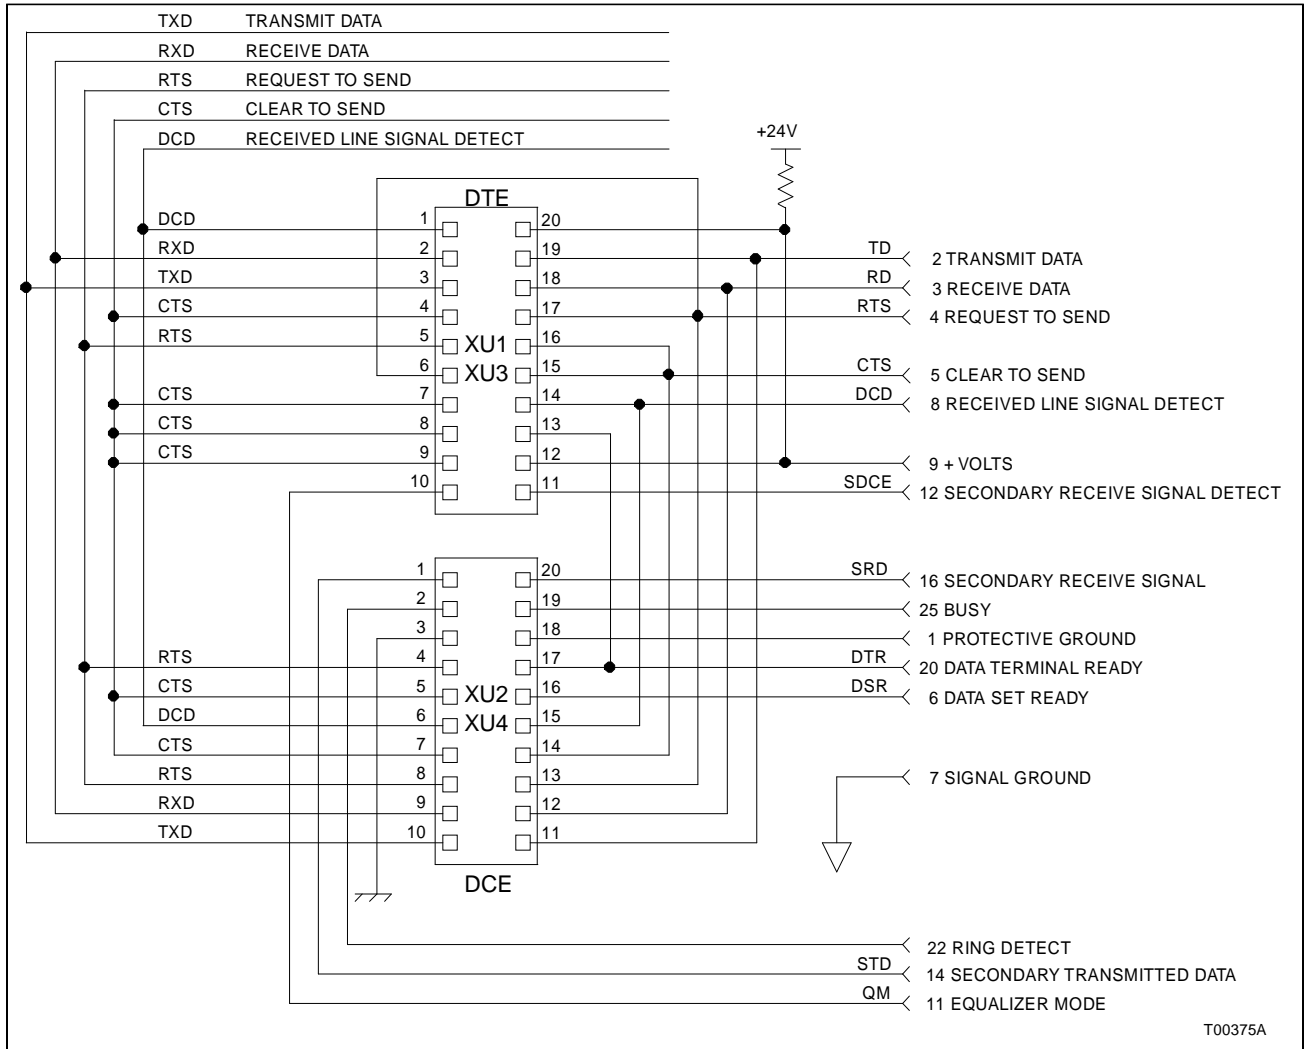 TXD TRANSMIT DATA
RXD RECEIVE DATA
RTS REQUEST TO SEND
CTS CLEAR TO SEND
DCD RECEIVED LINE SIGNAL DETECT
+24V
DTE
DCD 1 20
RXD 2 19 TD 2 TRANSMIT DATA
TXD 3 18 RD 3 RECEIVE DATA
CTS 4 17 RTS 4 REQUEST TO SEND
RTS 5 XU1 16
6 XU3 15 CTS 5 CLEAR TO SEND
CTS 7 14 DCD 8 RECEIVED LINE SIGNAL DETECT
CTS 8 13
CTS 9 12 9 + VOLTS
10 11 SDCE 12 SECONDARY RECEIVE SIGNAL DETECT
1 20 SRD 16 SECONDARY RECEIVE SIGNAL
2 19 25 BUSY
3 18 1 PROTECTIVE GROUND
RTS 4 17 DTR 20 DATA TERMINAL READY
CTS 5 XU2 16 DSR 6 DATA SET READY
DCD 6 XU4 15
CTS 7 14
RTS 8 13 7 SIGNAL GROUND
RXD 9 12
TXD 10 11
DCE
22 RING DETECT
STD 14 SECONDARY TRANSMITTED DATA
QM 11 EQUALIZER MODE
T00375A